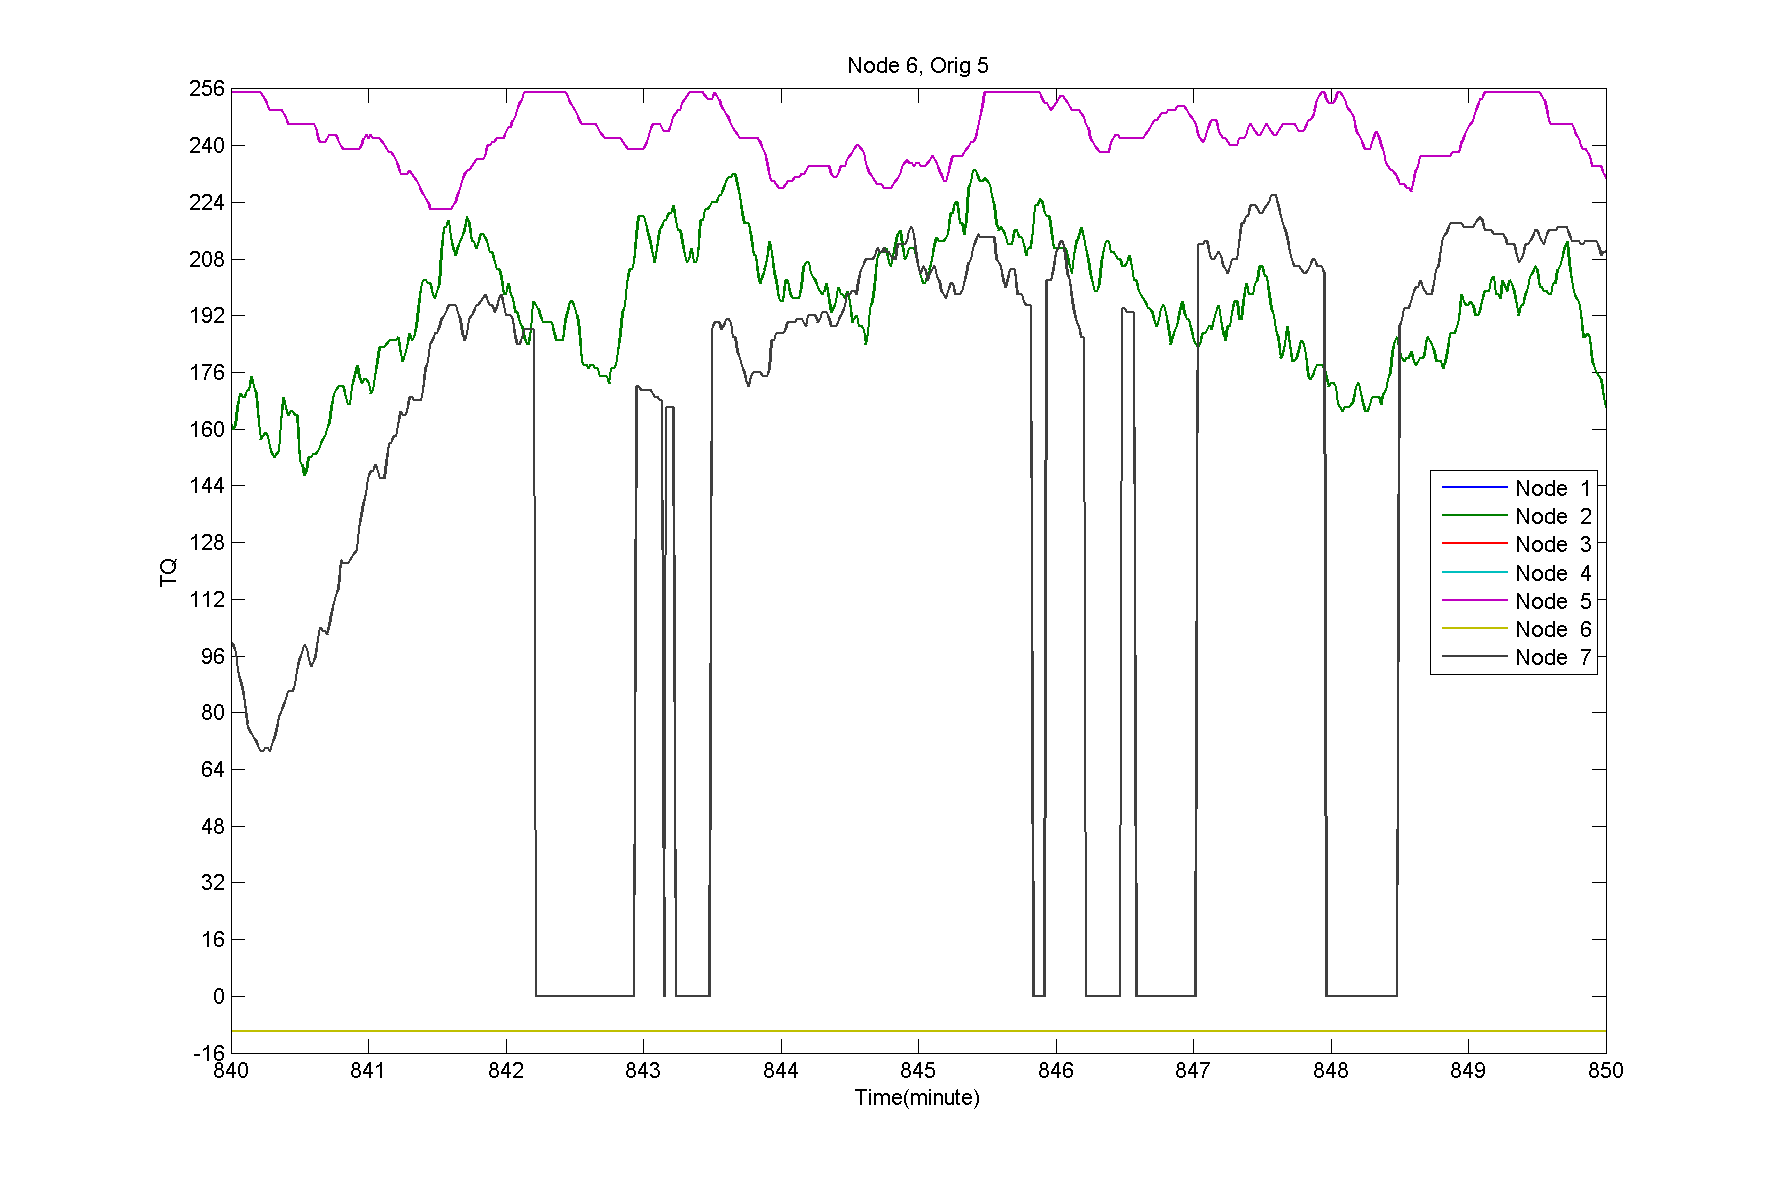 Node 6, Orig 5
256
240
224
208
192
176
160
144
128
112
96
80
64
48
32
16
0
-16
TQ
Node 1
Node 2
Node 3
Node 4
Node 5
Node 6
Node 7
840 841 842 843 844 845 846 847 848 849 850
Time(minute)